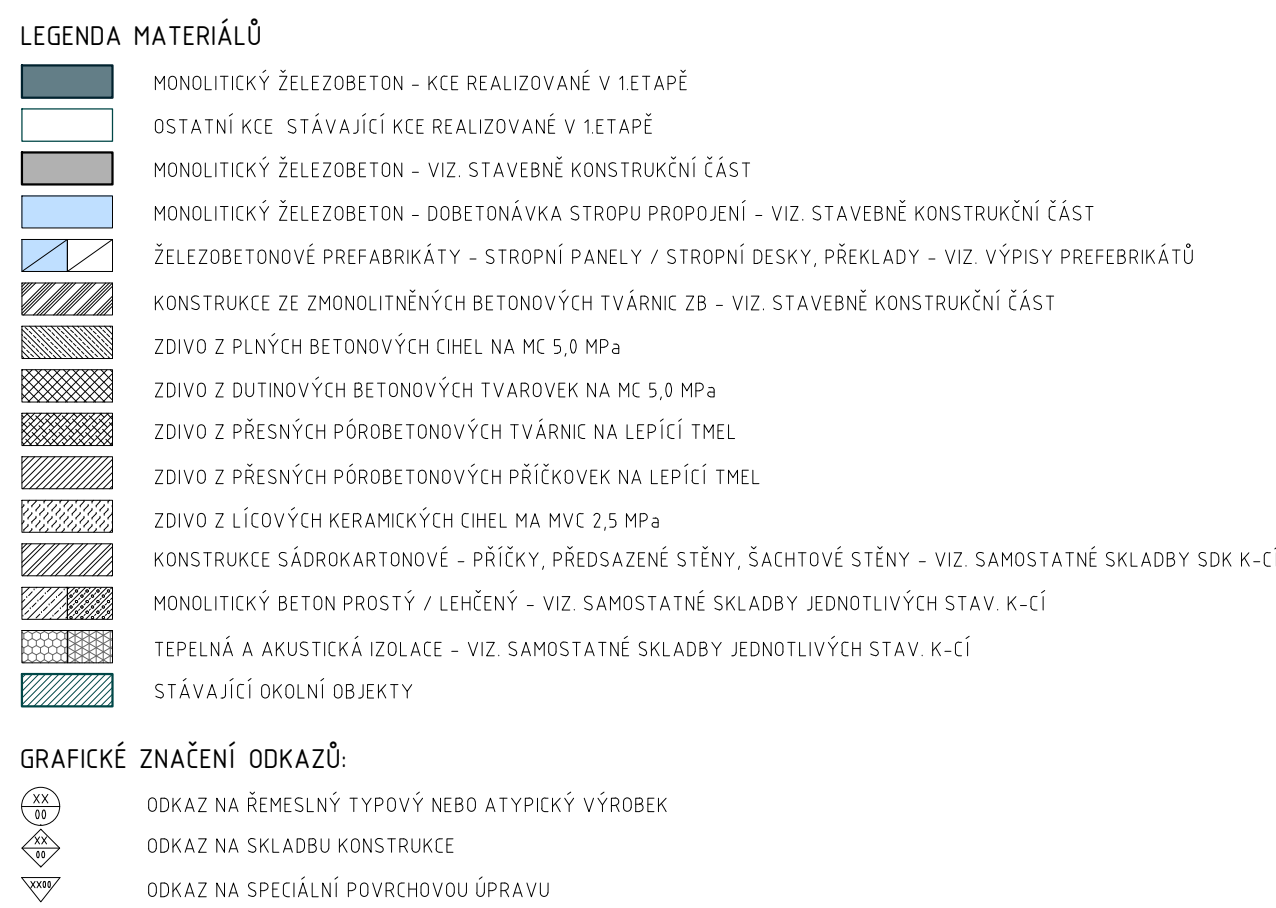 LEGENDA MATERIÁLŮ
MONOLITICKÝ ŽELEZOBETON - KCE REALIZOVANÉ V 1.ETAPĚ
OSTATNÍ KCE STÁVAJÍCÍ KCE REALIZOVANÉ V 1.ETAPĚ
MONOLITICKÝ ŽELEZOBETON - VIZ. STAVEBNĚ KONSTRUKČNÍ ČÁST
MONOLITICKÝ ŽELEZOBETON - DOBETONÁVKA STROPU PROPOJENÍ - VIZ. STAVEBNĚ KONSTRUKČNÍ ČÁST
ŽELEZOBETONOVÉ PREFABRIKÁTY - STROPNÍ PANELY / STROPNÍ DESKY, PŘEKLADY - VIZ. VÝPISY PREFEBRIKÁTŮ
KONSTRUKCE ZE ZMONOLITNĚNÝCH BETONOVÝCH TVÁRNIC ZB - VIZ. STAVEBNĚ KONSTRUKČNÍ ČÁST
ZDIVO Z PLNÝCH BETONOVÝCH CIHEL NA MC 5,0 MPa
ZDIVO Z DUTINOVÝCH BETONOVÝCH TVAROVEK NA MC 5,0 MPa
ZDIVO Z PŘESNÝCH PÓROBETONOVÝCH TVÁRNIC NA LEPÍCÍ TMEL
ZDIVO Z PŘESNÝCH PÓROBETONOVÝCH PŘÍČKOVEK NA LEPÍCÍ TMEL
ZDIVO Z LÍCOVÝCH KERAMICKÝCH CIHEL MA MVC 2,5 MPa
KONSTRUKCE SÁDROKARTONOVÉ - PŘÍČKY, PŘEDSAZENÉ STĚNY, ŠACHTOVÉ STĚNY - VIZ. SAMOSTATNÉ SKLADBY SDK K-CÍ
MONOLITICKÝ BETON PROSTÝ / LEHČENÝ - VIZ. SAMOSTATNÉ SKLADBY JEDNOTLIVÝCH STAV. K-CÍ
TEPELNÁ A AKUSTICKÁ IZOLACE - VIZ. SAMOSTATNÉ SKLADBY JEDNOTLIVÝCH STAV. K-CÍ
STÁVAJÍCÍ OKOLNÍ OBJEKTY
GRAFICKÉ ZNAČENÍ ODKAZŮ:
XX
00
ODKAZ NA ŘEMESLNÝ TYPOVÝ NEBO ATYPICKÝ VÝROBEK
XX
00
ODKAZ NA SKLADBU KONSTRUKCE
XX00
ODKAZ NA SPECIÁLNÍ POVRCHOVOU ÚPRAVU